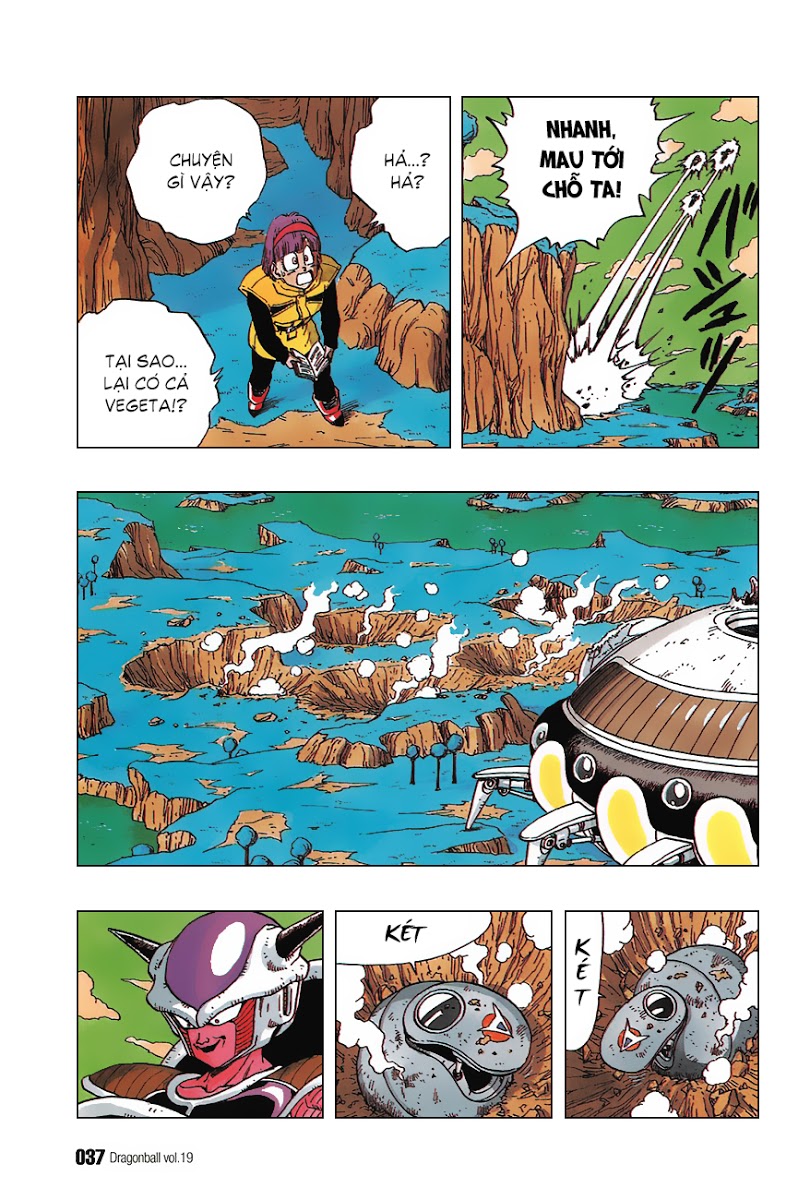 NHANH,
MAU TỚI
CHỖ TA!
HẢ...?
HẢ?
CHUYỆN
GÌ VẬY?
TẠI SAO...
LẠI CÓ CẢ
VEGETA!?
KÉT
KÉT
037 Dragonball vol.19